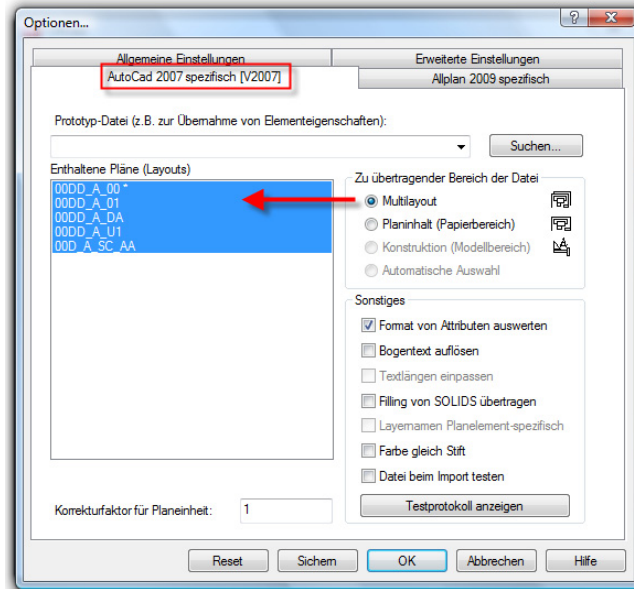 Optionen...
Allgemeine Einstellungen
Erweiterte Einstellungen
AutoCad 2007 spezifisch [V2007]
Allplan 2009 spezifisch
Prototyp-Datei (z.B. zur Übernahme von Elementeigenschaften):
Suchen...
Enthaltene Pläne (Layouts)
00DD_A_00 *
00DD_A_01
00DD_A_DA
00DD_A_U1
00D_A_SC_AA
Zu übertragender Bereich der Datei
Multilayout
Planinhalt (Papierbereich)
Konstruktion (Modellbereich)
Automatische Auswahl
Sonstiges
Format von Attributen auswerten
Bogentext auflösen
Textlängen einpassen
Filling von SOLIDS übertragen
Layernamen Planelement-spezifisch
Farbe gleich Stift
Datei beim Import testen
Korrekturfaktor für Planeinheit: 1
Testprotokoll anzeigen
Reset Sichern OK Abbrechen Hilfe